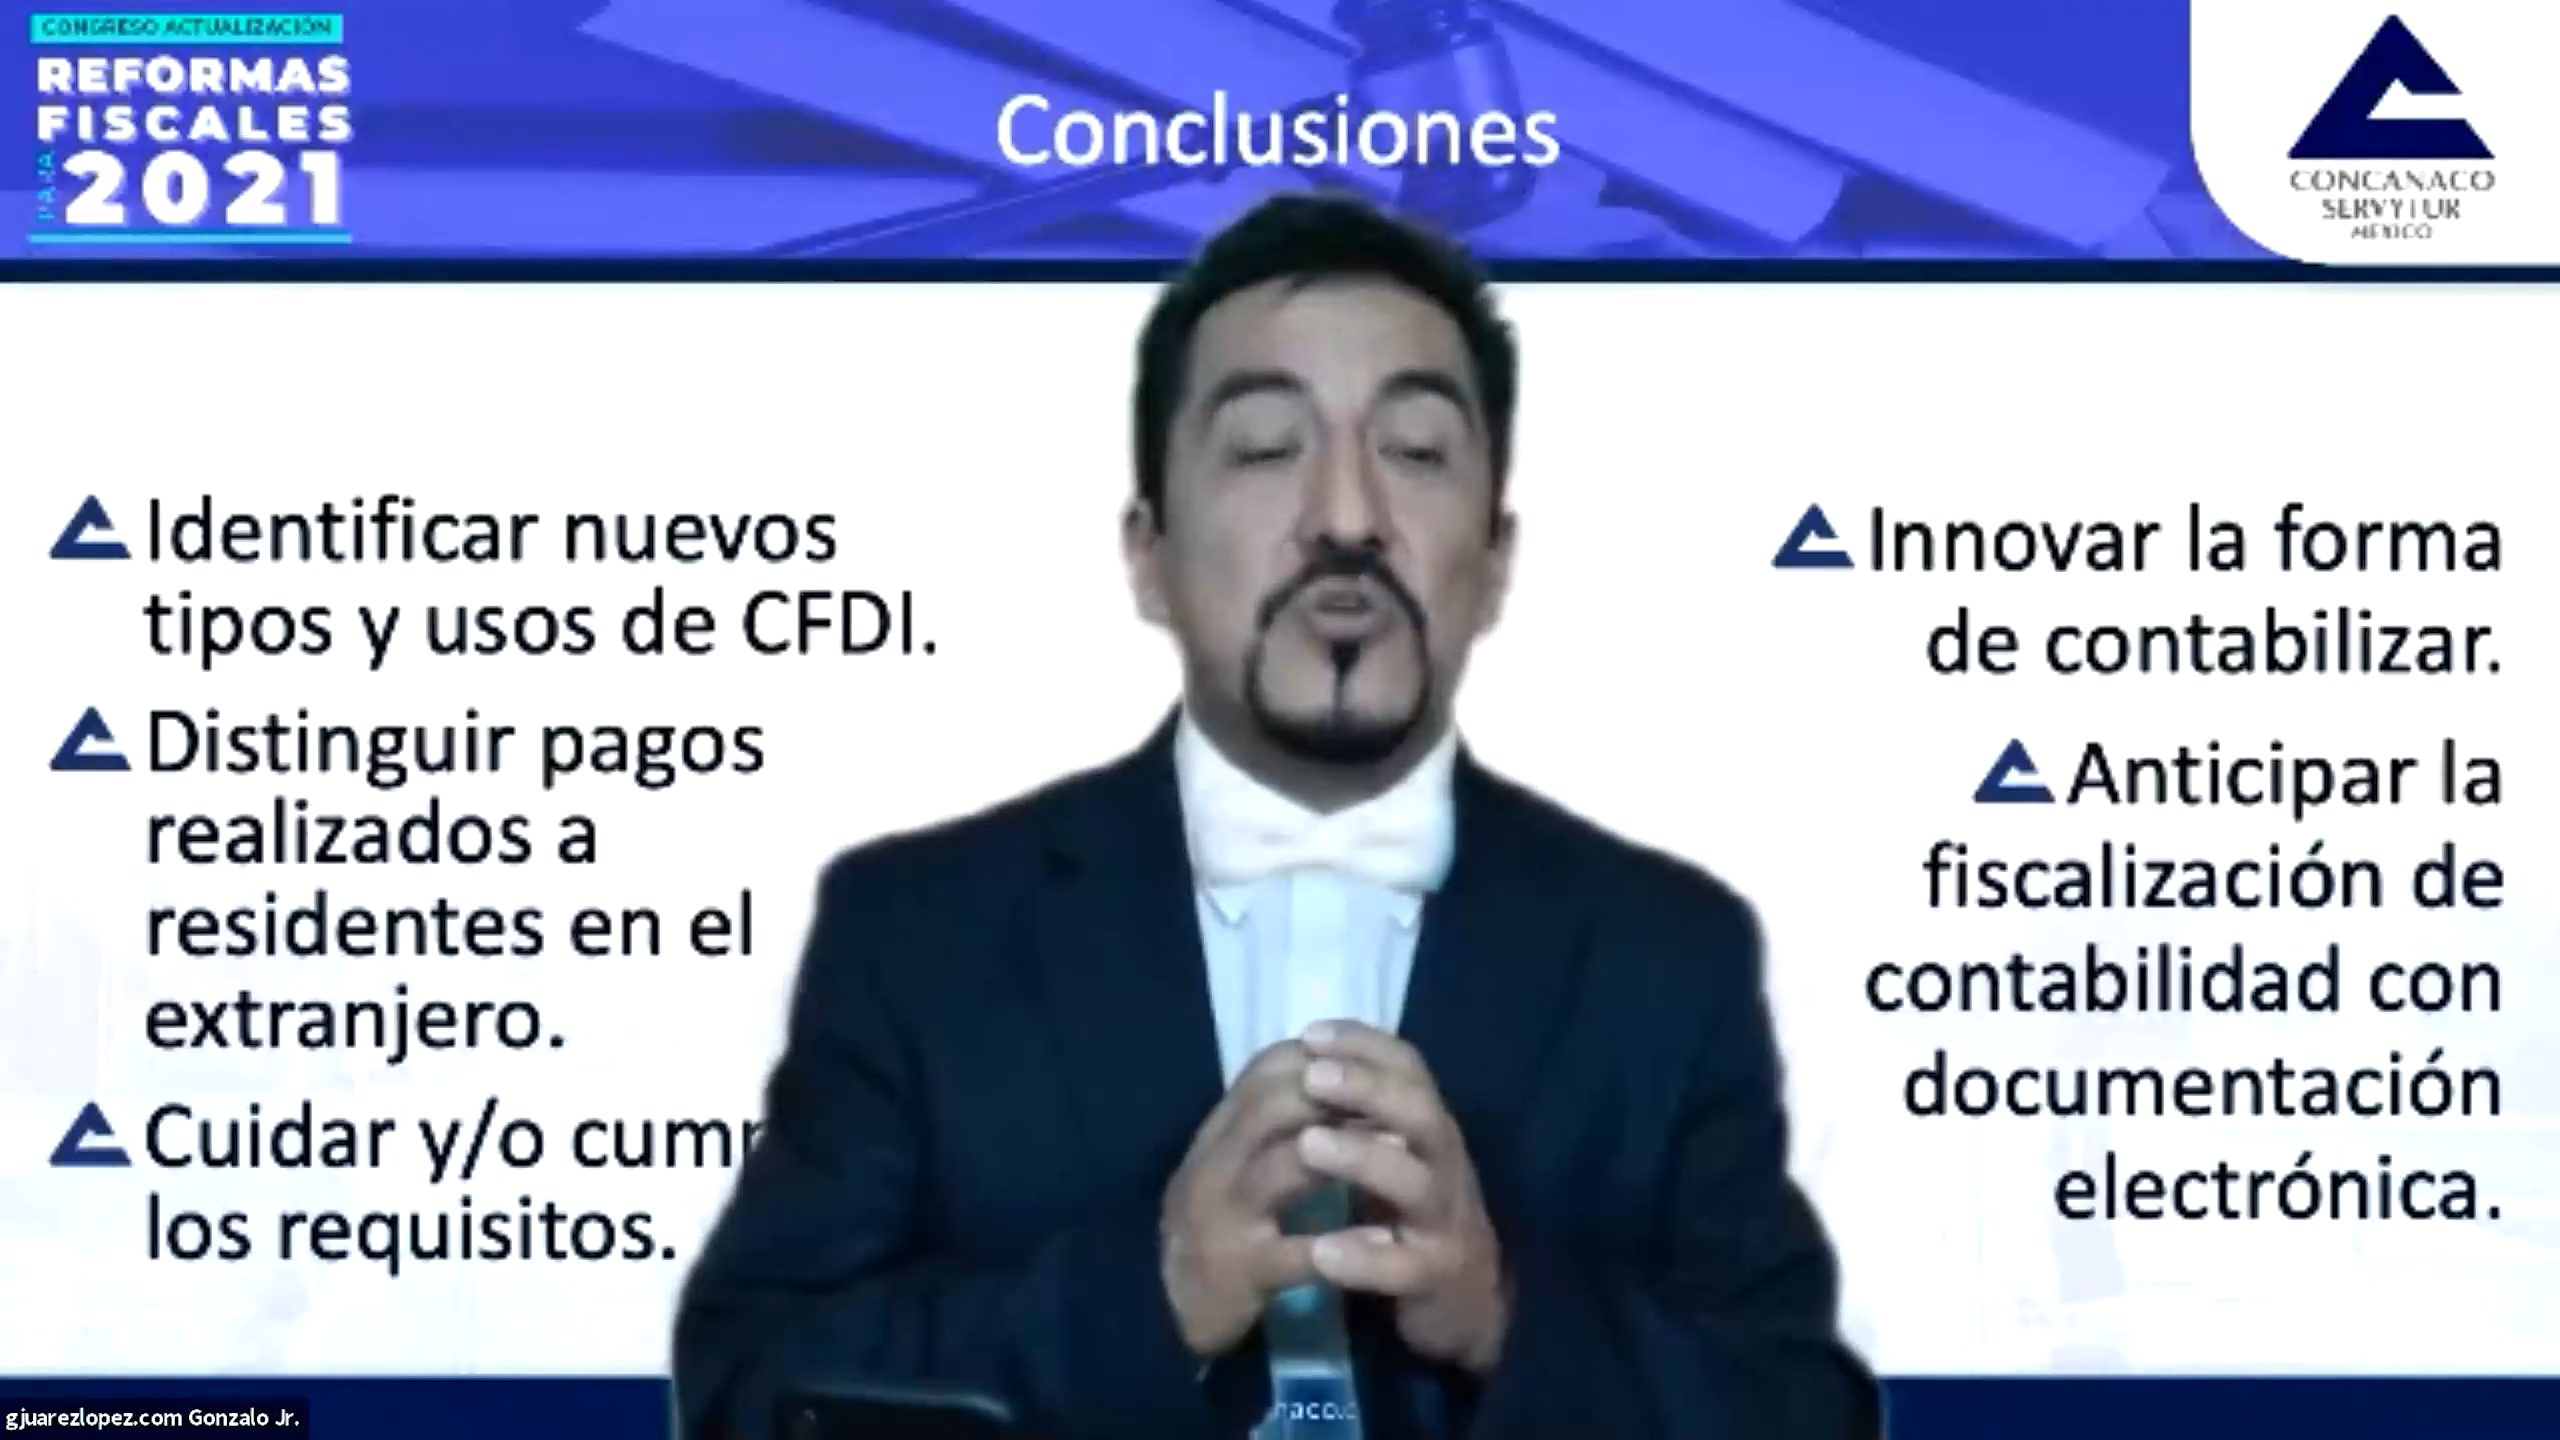 CONGRESO ACTUALIZACIÓN
REFORMAS
FISCALES
PARA
2021
Conclusiones
CONCANACO
SERVYTUR
MÉXICO
Identificar nuevos
tipos y usos de CFDI.
Distinguir pagos
realizados a
residentes en el
extranjero.
Cuidar y/o
los requisitos.
Innovar la forma
de contabilizar.
Anticipar la
fiscalización de
contabilidad con
documentación
electrónica.
gjuarezlopez.com Gonzalo Jr.